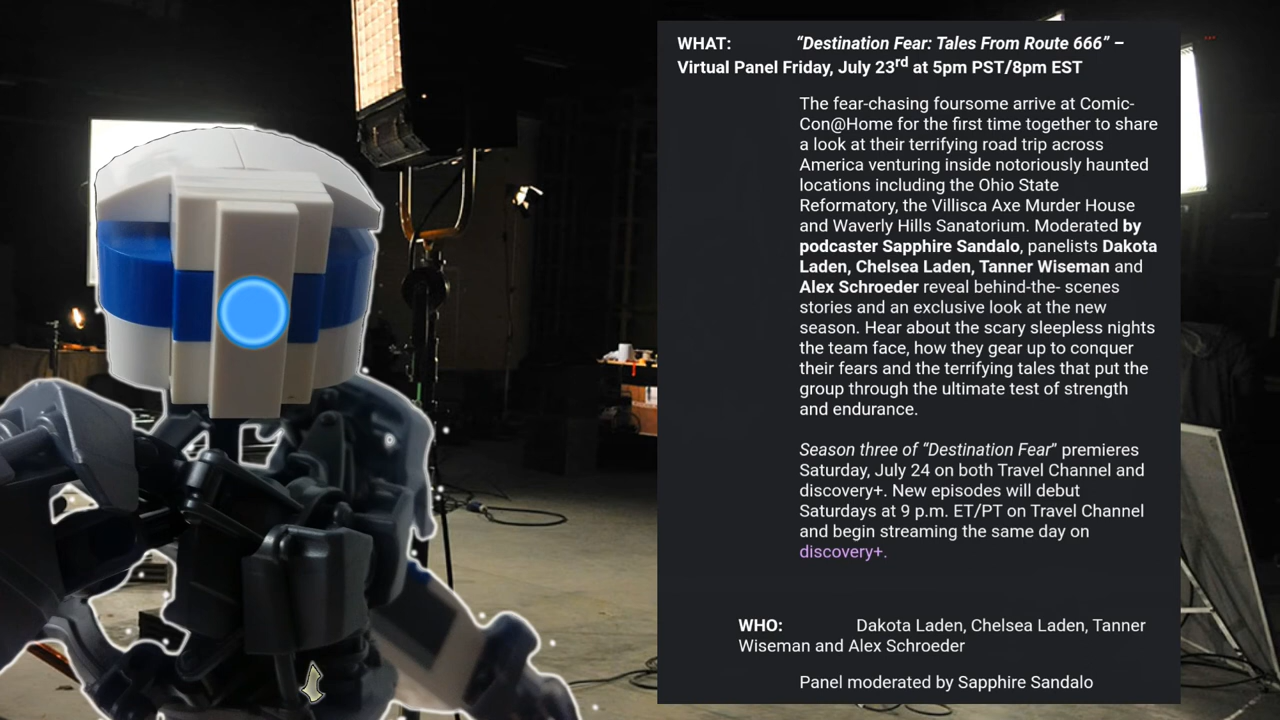 WHAT: “Destination Fear: Tales From Route 666” –
Virtual Panel Friday, July 23rd at 5pm PST/8pm EST
The fear-chasing foursome arrive at Comic-
Con@Home for the first time together to share
a look at their terrifying road trip across
America venturing inside notoriously haunted
locations including the Ohio State
Reformatory, the Villisca Axe Murder House
and Waverly Hills Sanatorium. Moderated by
podcaster Sapphire Sandalo, panelists Dakota
Laden, Chelsea Laden, Tanner Wiseman and
Alex Schroeder reveal behind-the- scenes
stories and an exclusive look at the new
season. Hear about the scary sleepless nights
the team face, how they gear up to conquer
their fears and the terrifying tales that put the
group through the ultimate test of strength
and endurance.
Season three of “Destination Fear” premieres
Saturday, July 24 on both Travel Channel and
discovery+. New episodes will debut
Saturdays at 9 p.m. ET/PT on Travel Channel
and begin streaming the same day on
discovery+.
WHO: Dakota Laden, Chelsea Laden, Tanner
Wiseman and Alex Schroeder
Panel moderated by Sapphire Sandalo